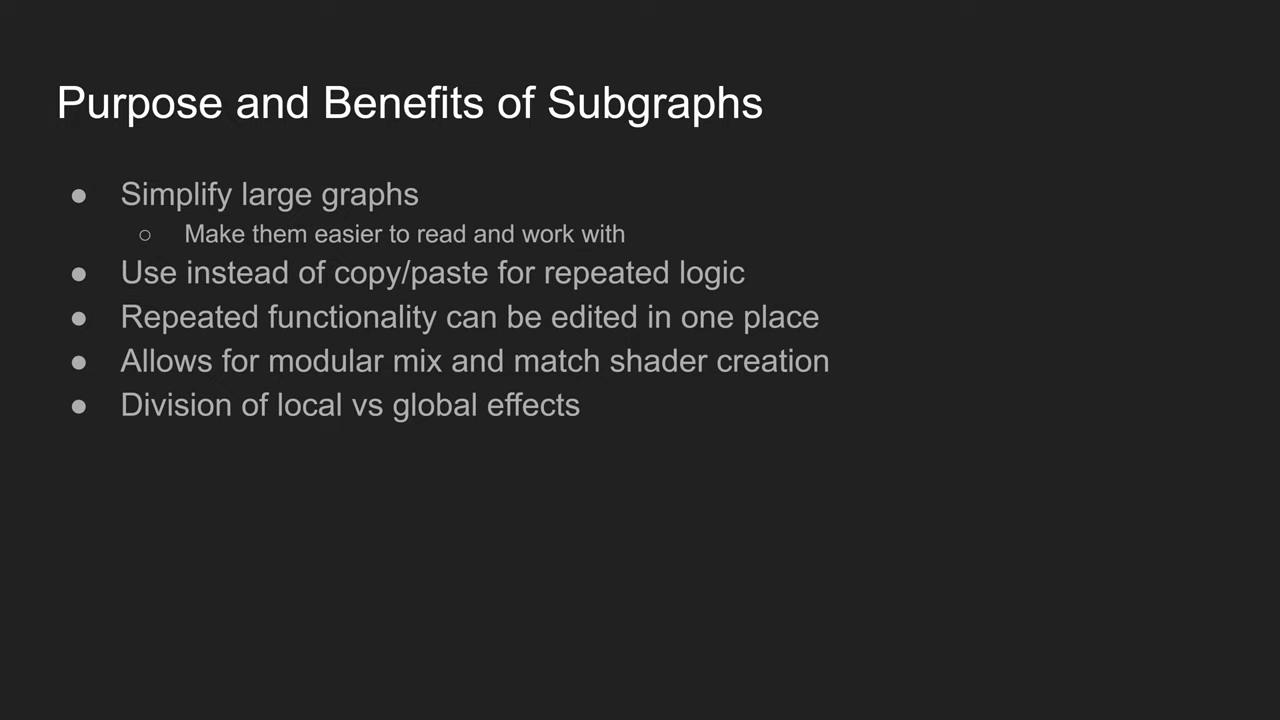 Purpose and Benefits of Subgraphs
● Simplify large graphs
○ Make them easier to read and work with
● Use instead of copy/paste for repeated logic
● Repeated functionality can be edited in one place
● Allows for modular mix and match shader creation
● Division of local vs global effects